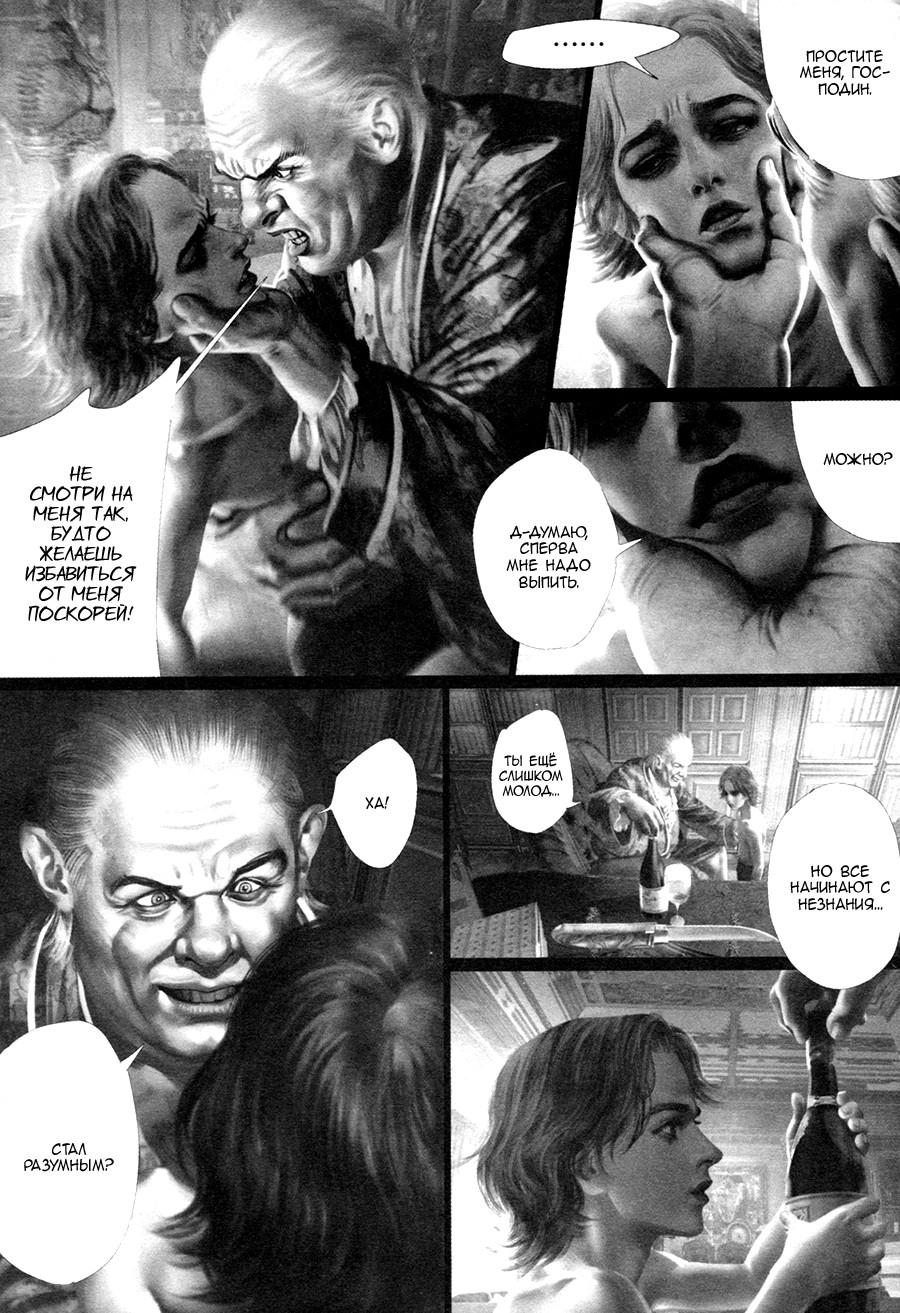 ......
ПРОСТИТЕ
МЕНЯ, ГОС-
ПОДИН.
НЕ
СМОТРИ НА
МЕНЯ ТАК,
БУДТО
ЖЕЛАЕШЬ
ИЗБАВИТЬСЯ
ОТ МЕНЯ
ПОСКОРЕЙ!
МОЖНО?
Д-ДУМАЮ,
СПЕРВА
МНЕ НАДО
ВЫПИТЬ.
ХА!
СТАЛ
РАЗУМНЫМ?
ТЫ ЕЩЁ
СЛИШКОМ
МОЛОД...
НО ВСЕ
НАЧИНАЮТ С
НЕЗНАНИЯ...